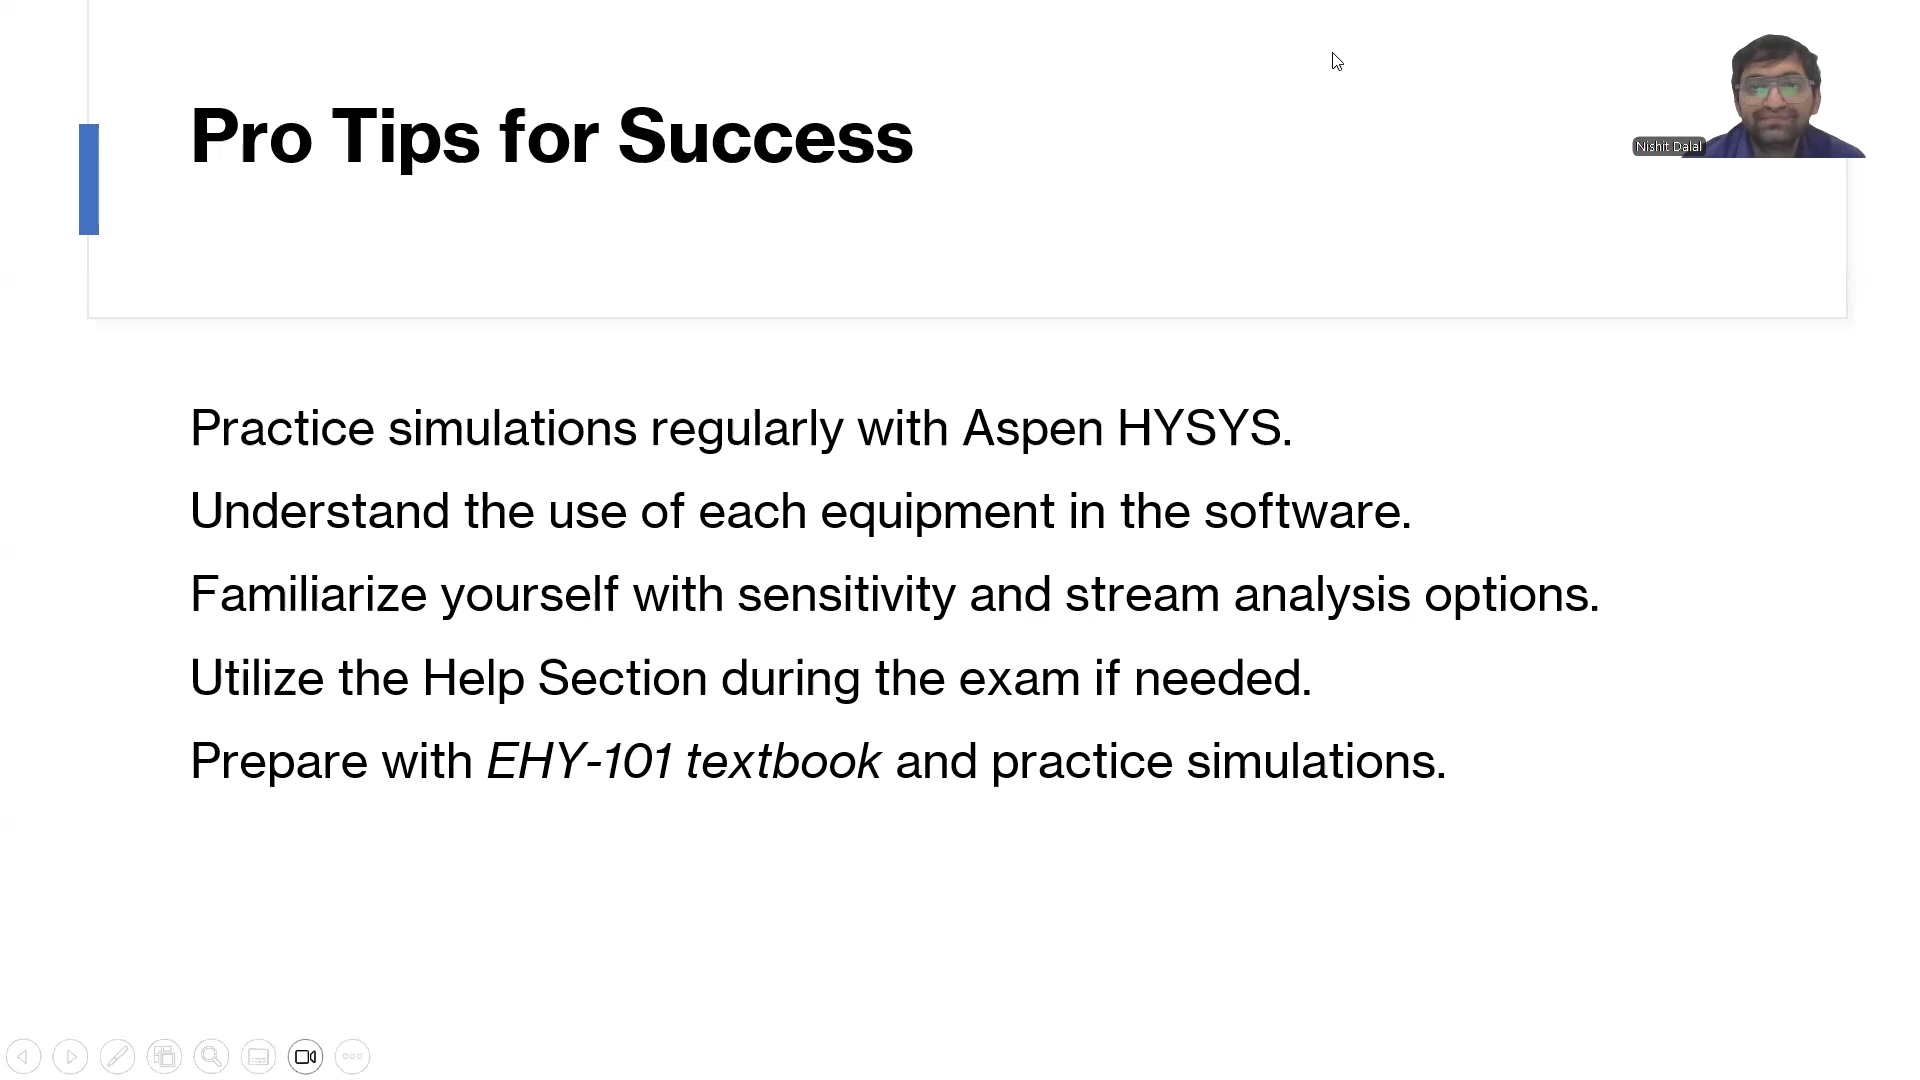 Pro Tips for Success
Nishit Dalal
Practice simulations regularly with Aspen HYSYS.
Understand the use of each equipment in the software.
Familiarize yourself with sensitivity and stream analysis options.
Utilize the Help Section during the exam if needed.
Prepare with EHY-101 textbook and practice simulations.